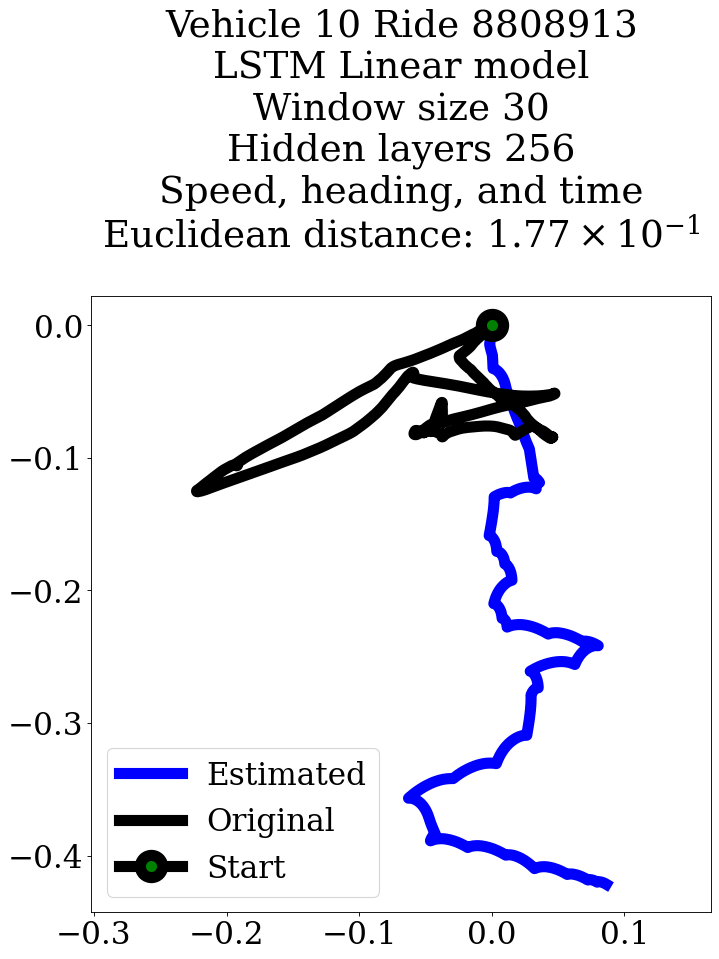 Vehicle 10 Ride 8808913
LSTM Linear model
Window size 30
Hidden layers 256
Speed, heading, and time
Euclidean distance: 1.77 × 10⁻¹
0.0
−0.1
−0.2
−0.3
−0.4
Estimated
Original
Start
−0.3 −0.2 −0.1 0.0 0.1